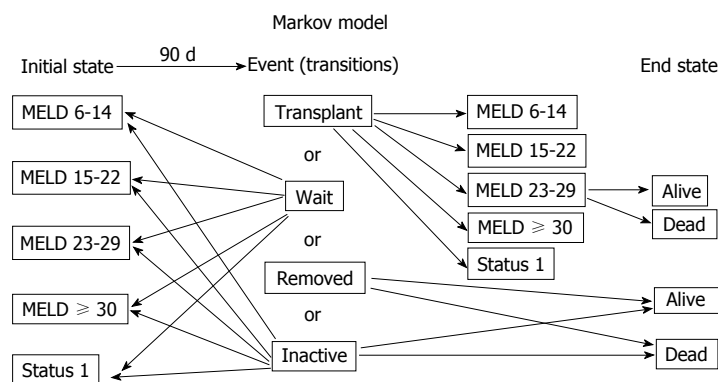 Markov model
90 d
Initial state
Event (transitions)
End state
MELD 6-14
MELD 15-22
MELD 23-29
MELD ≥ 30
Status 1
Transplant
or
Wait
or
Removed
or
Inactive
MELD 6-14
MELD 15-22
MELD 23-29
MELD ≥ 30
Status 1
Alive
Dead
Alive
Dead